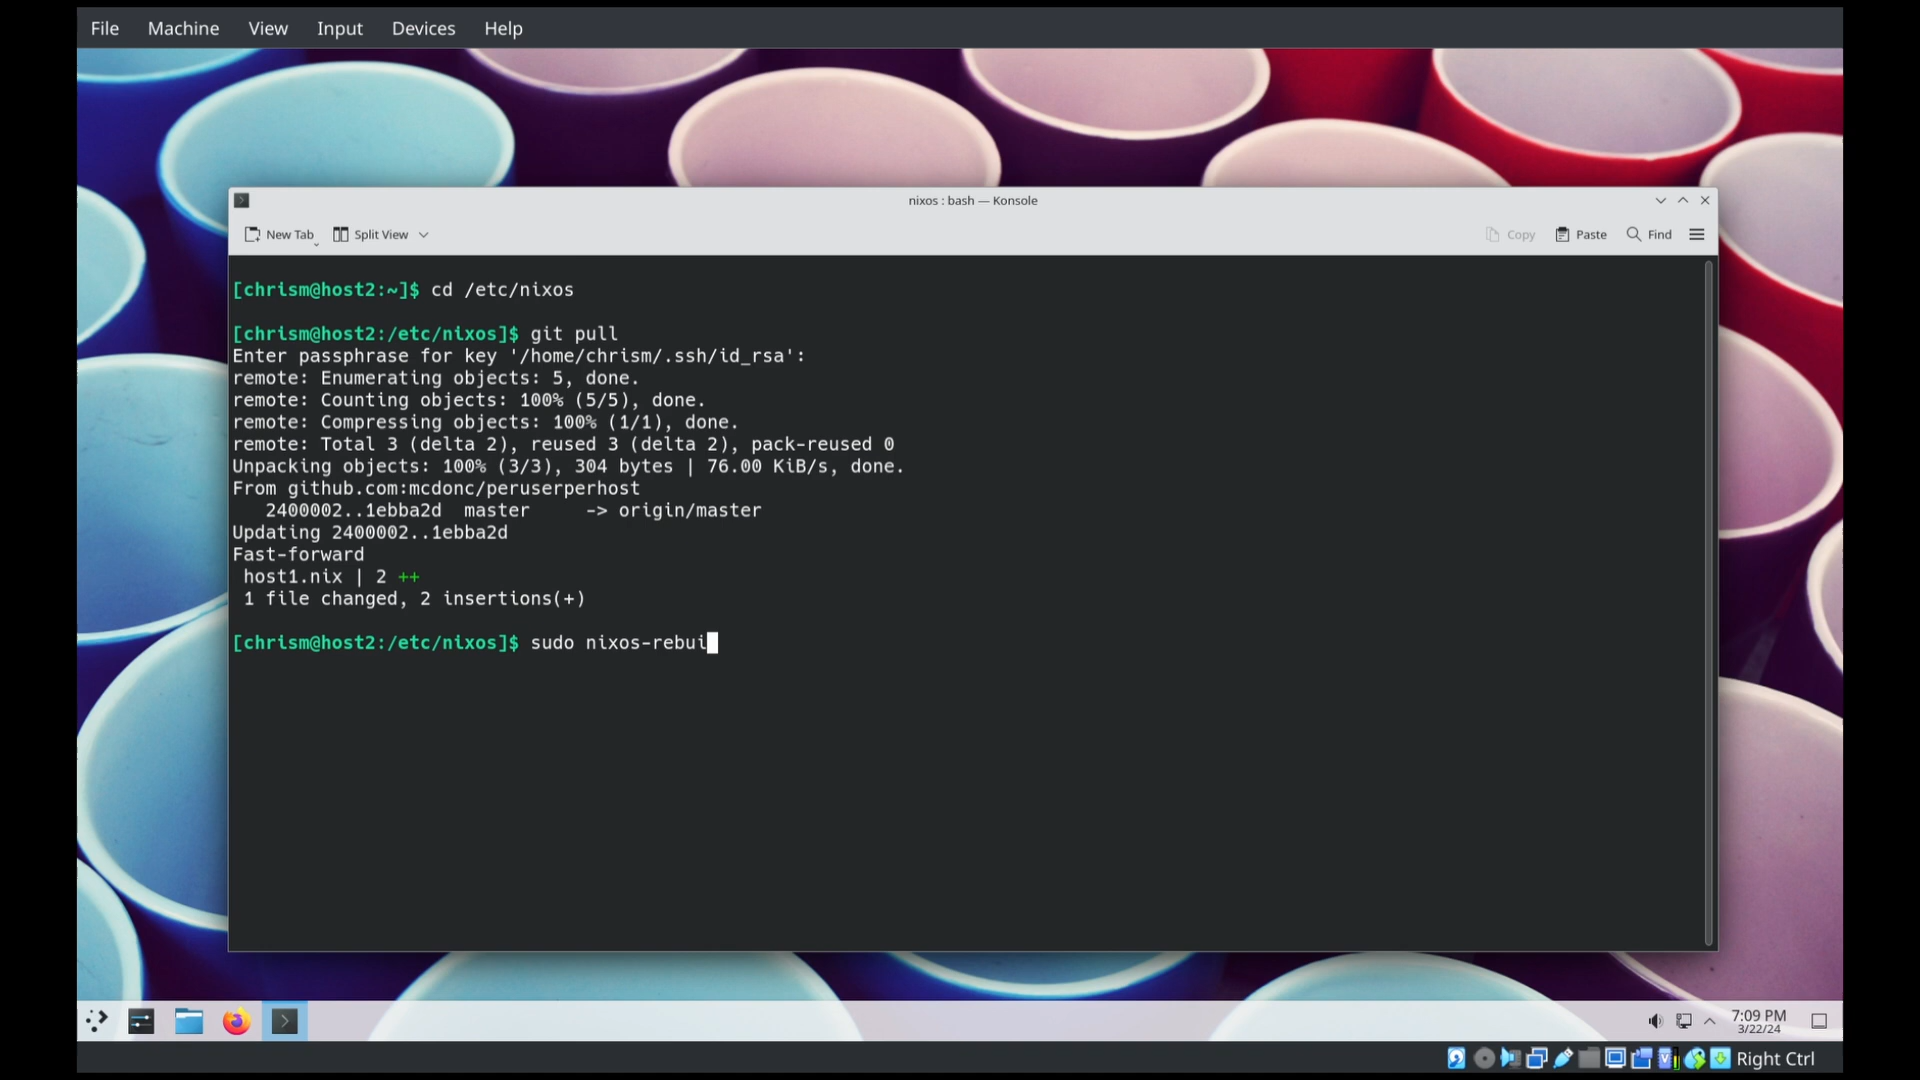 File Machine View Input Devices Help
nixos : bash — Konsole
New Tab Split View Copy Paste Find
[chrism@host2:~]$ cd /etc/nixos
[chrism@host2:/etc/nixos]$ git pull
Enter passphrase for key '/home/chrism/.ssh/id_rsa':
remote: Enumerating objects: 5, done.
remote: Counting objects: 100% (5/5), done.
remote: Compressing objects: 100% (1/1), done.
remote: Total 3 (delta 2), reused 3 (delta 2), pack-reused 0
Unpacking objects: 100% (3/3), 304 bytes | 76.00 KiB/s, done.
From github.com:mcdonc/peruserperhost
   2400002..1ebba2d  master     -> origin/master
Updating 2400002..1ebba2d
Fast-forward
 host1.nix | 2 ++
 1 file changed, 2 insertions(+)
[chrism@host2:/etc/nixos]$ sudo nixos-rebui
7:09 PM
3/22/24
Right Ctrl